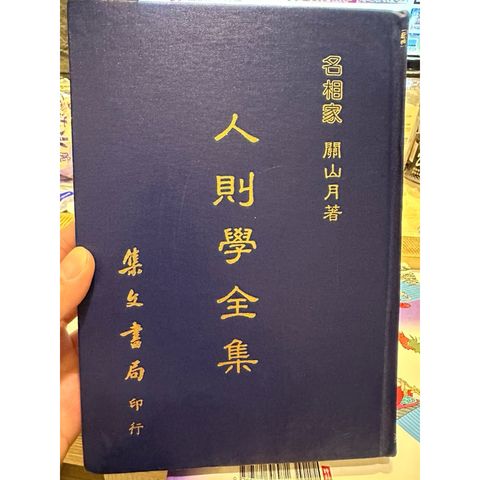 名相家 關山月著
人則學全集
集文書局印行